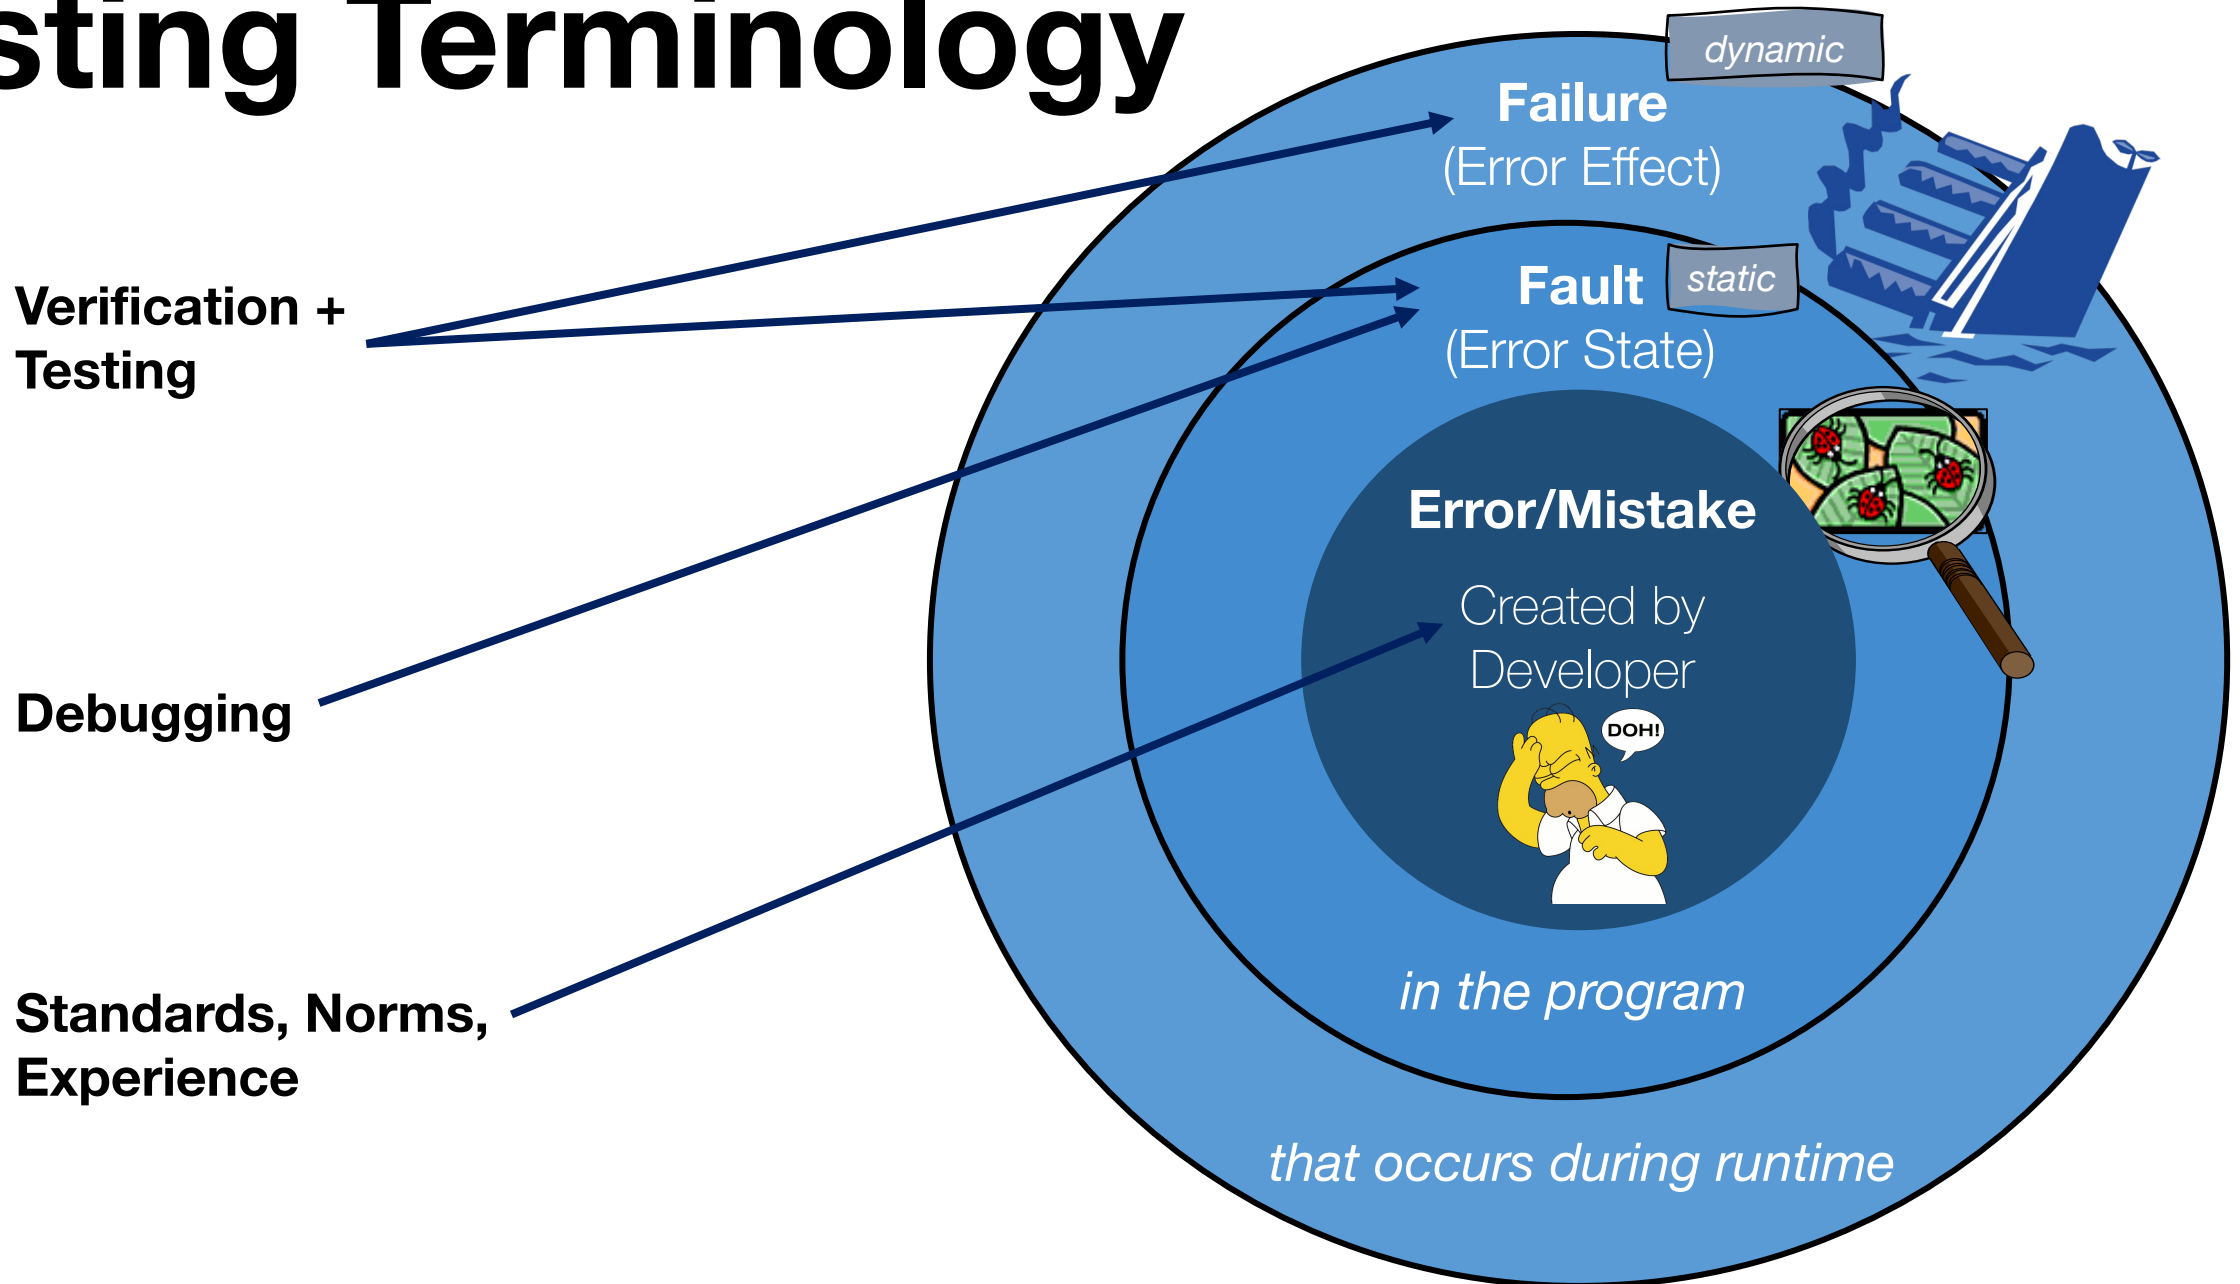 sting Terminology
dynamic
Failure
(Error Effect)
Fault
static
(Error State)
Verification +
Testing
Error/Mistake
Created by
Developer
DOH!
Debugging
in the program
Standards, Norms,
Experience
that occurs during runtime